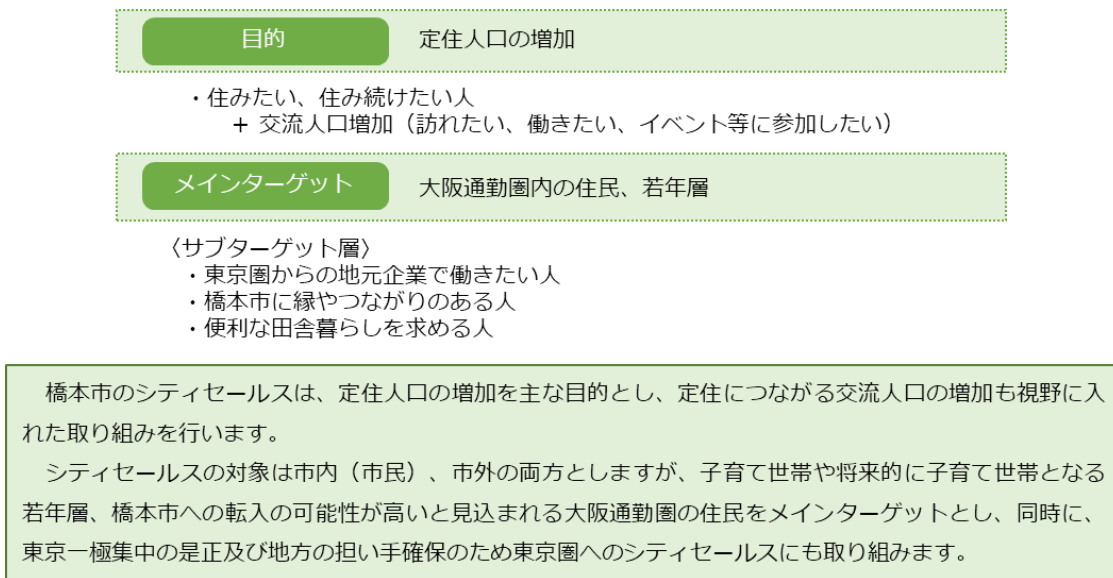 目的 定住人口の増加
・住みたい、住み続けたい人
+ 交流人口増加（訪れたい、働きたい、イベント等に参加したい）
メインターゲット 大阪通勤圏内の住民、若年層
〈サブターゲット層〉
・東京圏からの地元企業で働きたい人
・橋本市に縁やつながりのある人
・便利な田舎暮らしを求める人
橋本市のシティセールスは、定住人口の増加を主な目的とし、定住につながる交流人口の増加も視野に入
れた取り組みを行います。
シティセールスの対象は市内（市民）、市外の両方としますが、子育て世帯や将来的に子育て世帯となる
若年層、橋本市への転入の可能性が高いと見込まれる大阪通勤圏の住民をメインターゲットとし、同時に、
東京一極集中の是正及び地方の担い手確保のため東京圏へのシティセールスにも取り組みます。